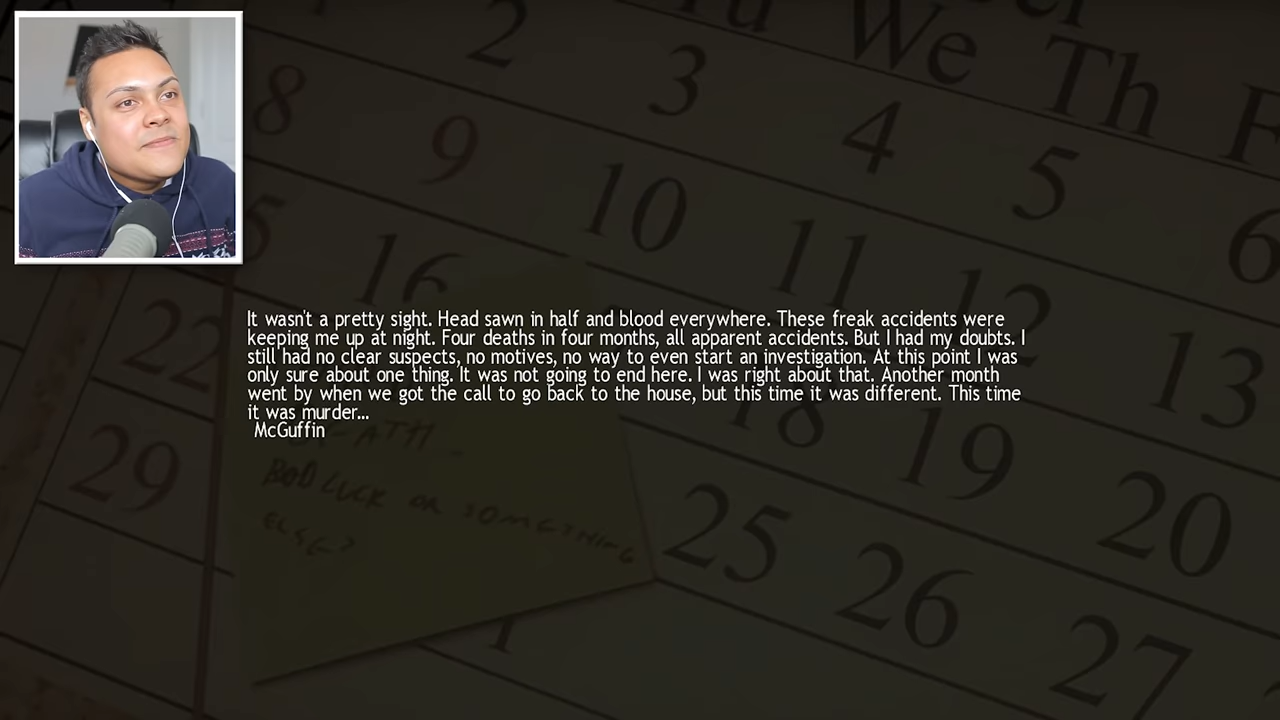 2
Tu We Th F
8 9 3 4 5 6
16 10 11 12 13
22 18 19 20
29 25 26 27
It wasn't a pretty sight. Head sawn in half and blood everywhere. These freak accidents were
keeping me up at night. Four deaths in four months, all apparent accidents. But I had my doubts. I
still had no clear suspects, no motives, no way to even start an investigation. At this point I was
only sure about one thing. It was not going to end here. I was right about that. Another month
went by when we got the call to go back to the house, but this time it was different. This time
it was murder...
McGuffin
BAD LUCK OR SOMETHING
ELSE?